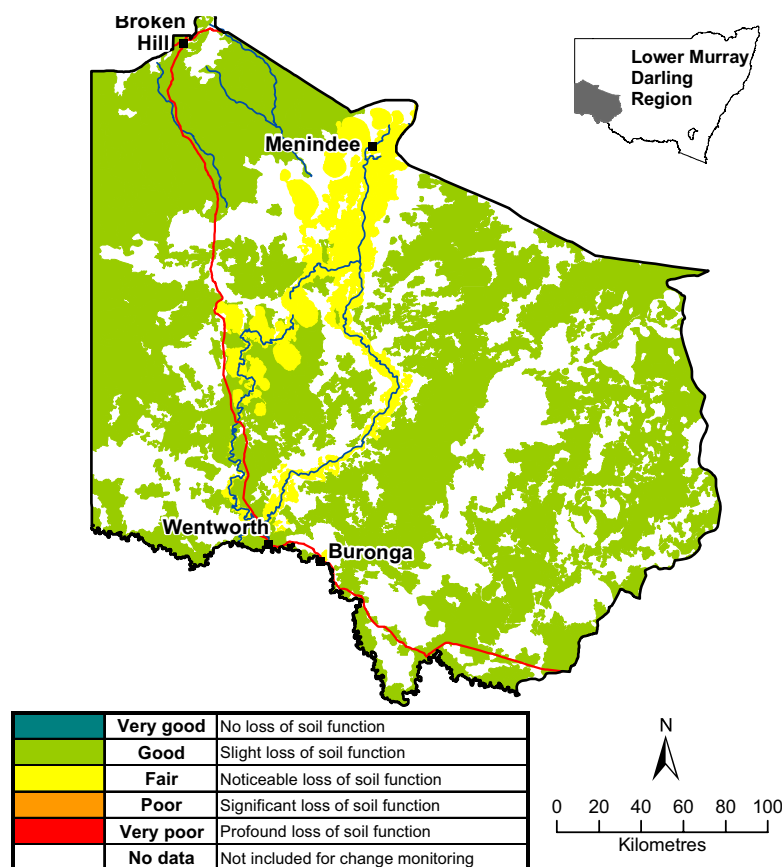 Broken
Hill
Lower Murray
Darling
Region
Menindee
Wentworth
Buronga
Very good No loss of soil function
Good Slight loss of soil function
Fair Noticeable loss of soil function
Poor Significant loss of soil function
Very poor Profound loss of soil function
No data Not included for change monitoring
N
0 20 40 60 80 100
Kilometres